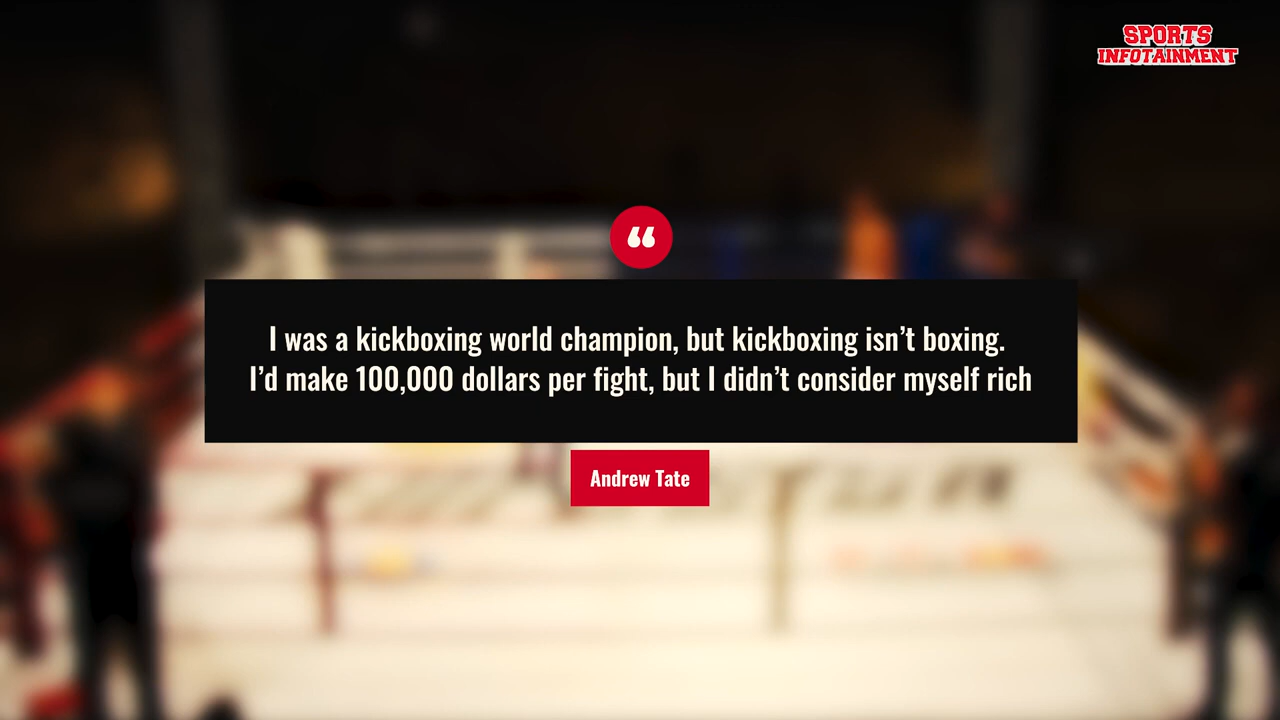 SPORTS
INFOTAINMENT
“
I was a kickboxing world champion, but kickboxing isn’t boxing.
I’d make 100,000 dollars per fight, but I didn’t consider myself rich
Andrew Tate